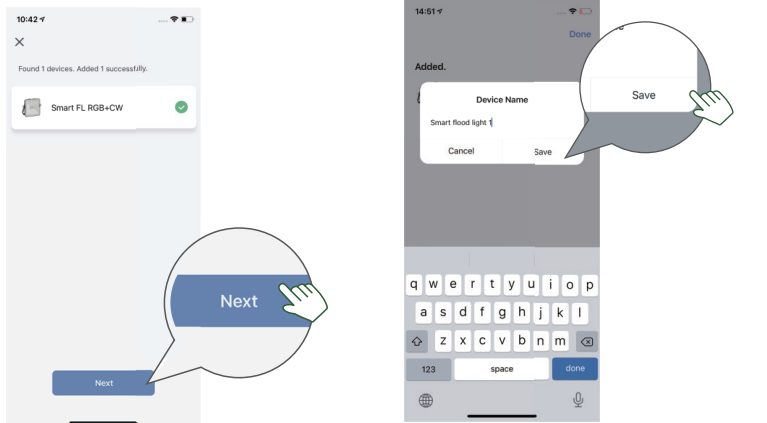 10:42
Found 1 devices. Added 1 successfully.
Smart FL RGB+CW
Next
Next
14:51
Done
Added.
Device Name
Smart flood light 1
Cancel
Save
Save
q w e r t y u i o p
a s d f g h j k l
z x c v b n m
123
space
done